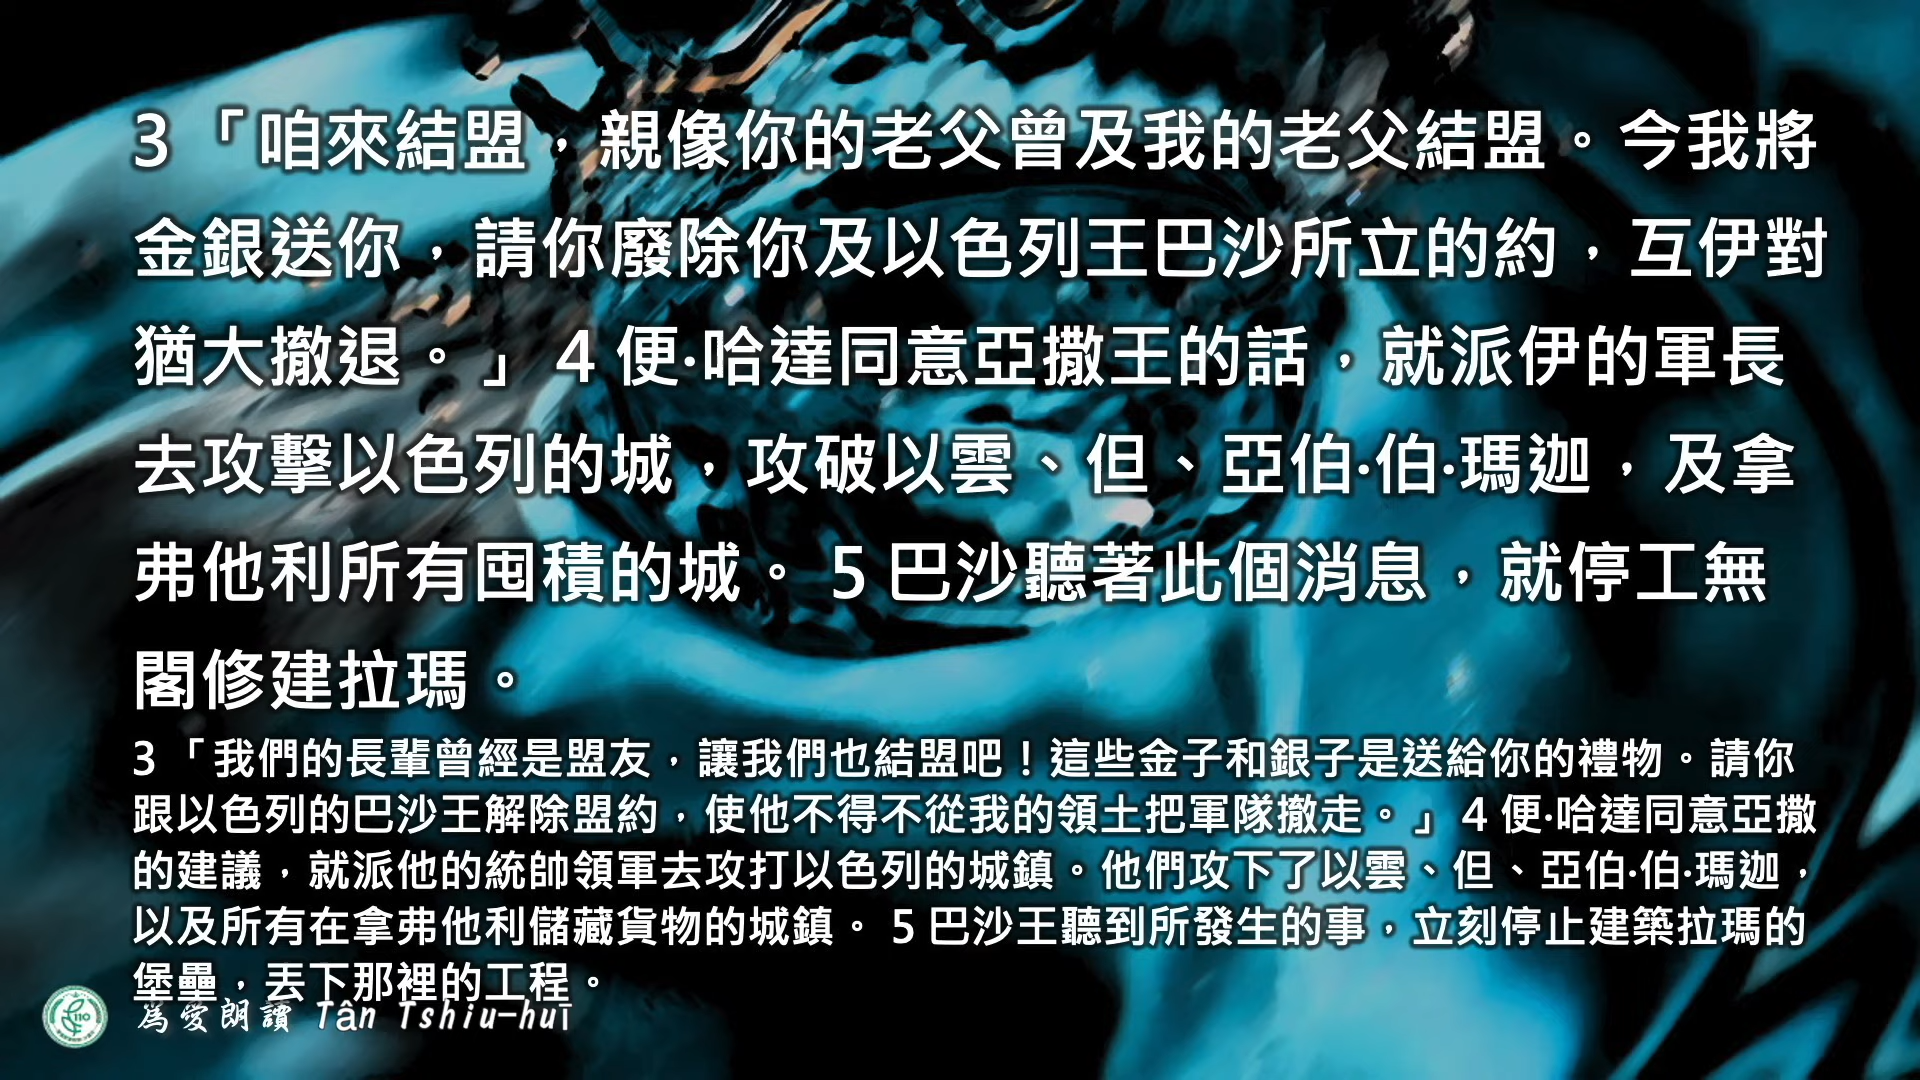 3 「咱來結盟，親像你的老父曾及我的老父結盟。今我將
金銀送你，請你廢除你及以色列王巴沙所立的約，互伊對
猶大撤退。」 4 便·哈達同意亞撒王的話，就派伊的軍長
去攻擊以色列的城，攻破以雲、但、亞伯·伯·瑪迦，及拿
弗他利所有囤積的城。 5 巴沙聽著此個消息，就停工無
閣修建拉瑪。
3 「我們的長輩曾經是盟友，讓我們也結盟吧！這些金子和銀子是送給你的禮物。請你
跟以色列的巴沙王解除盟約，使他不得不從我的領土把軍隊撤走。」 4 便·哈達同意亞撒
的建議，就派他的統帥領軍去攻打以色列的城鎮。他們攻下了以雲、但、亞伯·伯·瑪迦，
以及所有在拿弗他利儲藏貨物的城鎮。 5 巴沙王聽到所發生的事，立刻停止建築拉瑪的
堡壘，丟下那裡的工程。
為愛朗讀 Tân Tshiu-huī
110